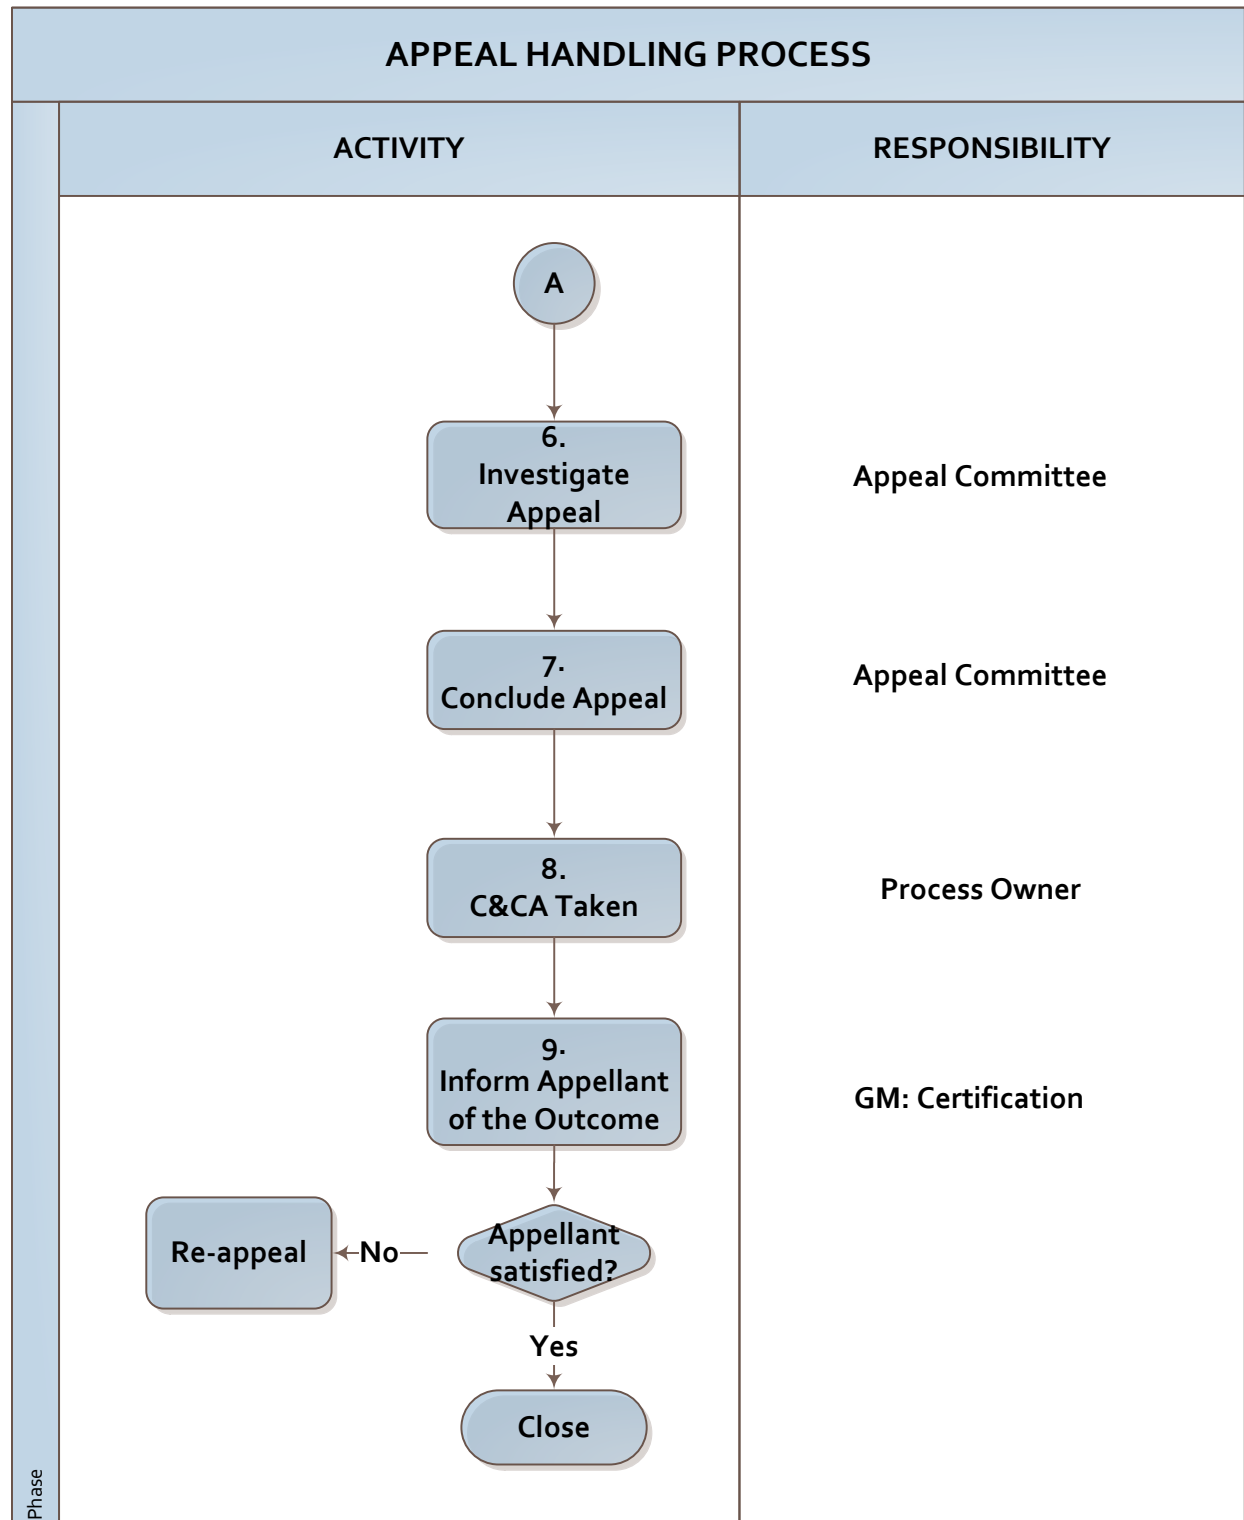 APPEAL HANDLING PROCESS
ACTIVITY
RESPONSIBILITY
A
6.
Investigate
Appeal
Appeal Committee
7.
Conclude Appeal
Appeal Committee
8.
C&CA Taken
Process Owner
9.
Inform Appellant
of the Outcome
GM: Certification
Appellant
satisfied?
No
Re-appeal
Yes
Close
Phase